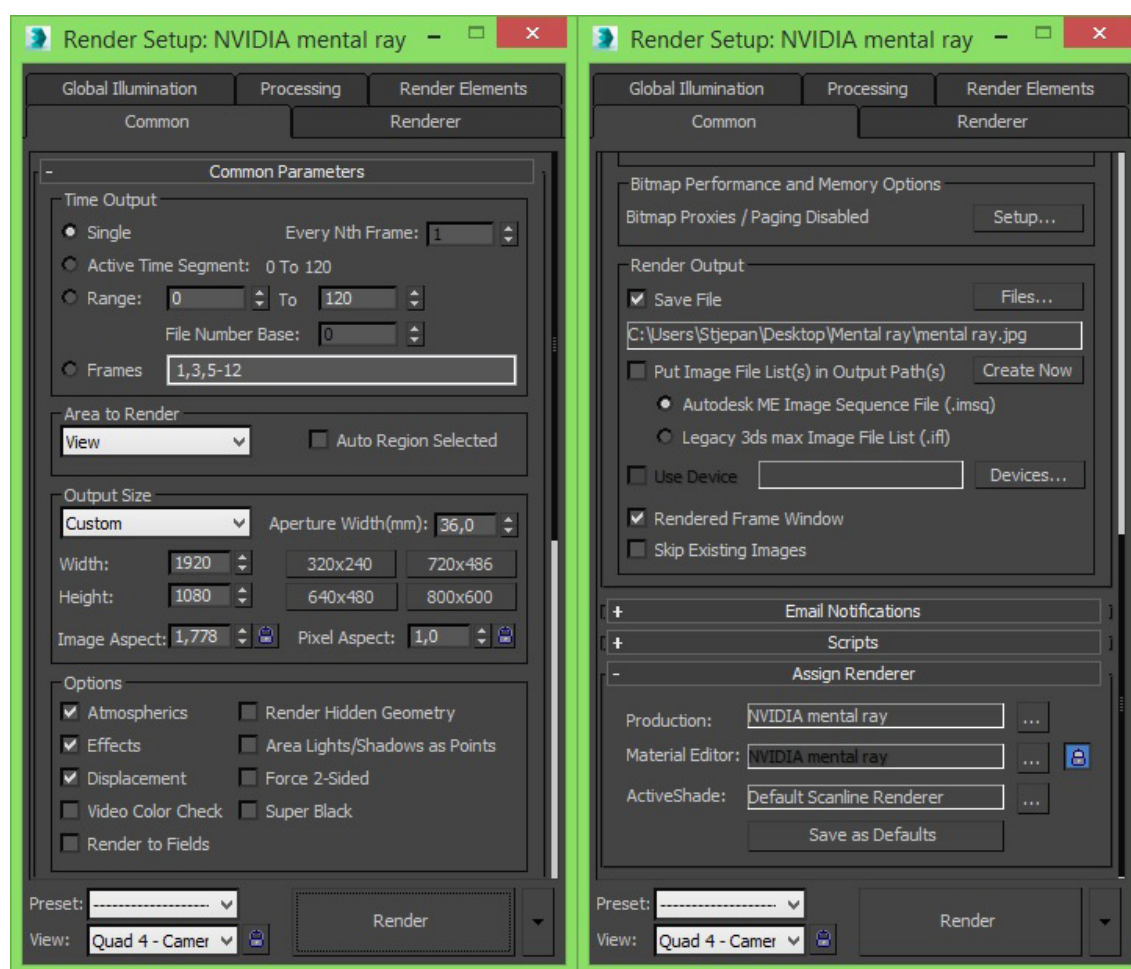 Render Setup: NVIDIA mental ray
Global Illumination Processing Render Elements
Common Renderer
- Common Parameters
Time Output
Single Every Nth Frame: 1
Active Time Segment: 0 To 120
Range: 0 To 120
File Number Base: 0
Frames 1,3,5-12
Area to Render
View Auto Region Selected
Output Size
Custom Aperture Width(mm): 36,0
Width: 1920 320x240 720x486
Height: 1080 640x480 800x600
Image Aspect: 1,778 Pixel Aspect: 1,0
Options
Atmospherics Render Hidden Geometry
Effects Area Lights/Shadows as Points
Displacement Force 2-Sided
Video Color Check Super Black
Render to Fields
Preset: --------------------
View: Quad 4 - Camer
Render
Render Setup: NVIDIA mental ray
Global Illumination Processing Render Elements
Common Renderer
Bitmap Performance and Memory Options
Bitmap Proxies / Paging Disabled Setup...
Render Output
Save File Files...
C:\Users\Stjepan\Desktop\Mental ray\mental ray.jpg
Put Image File List(s) in Output Path(s) Create Now
Autodesk ME Image Sequence File (.imsq)
Legacy 3ds max Image File List (.ifl)
Use Device Devices...
Rendered Frame Window
Skip Existing Images
+ Email Notifications
+ Scripts
- Assign Renderer
Production: NVIDIA mental ray ...
Material Editor: NVIDIA mental ray ...
ActiveShade: Default Scanline Renderer ...
Save as Defaults
Preset: --------------------
View: Quad 4 - Camer
Render